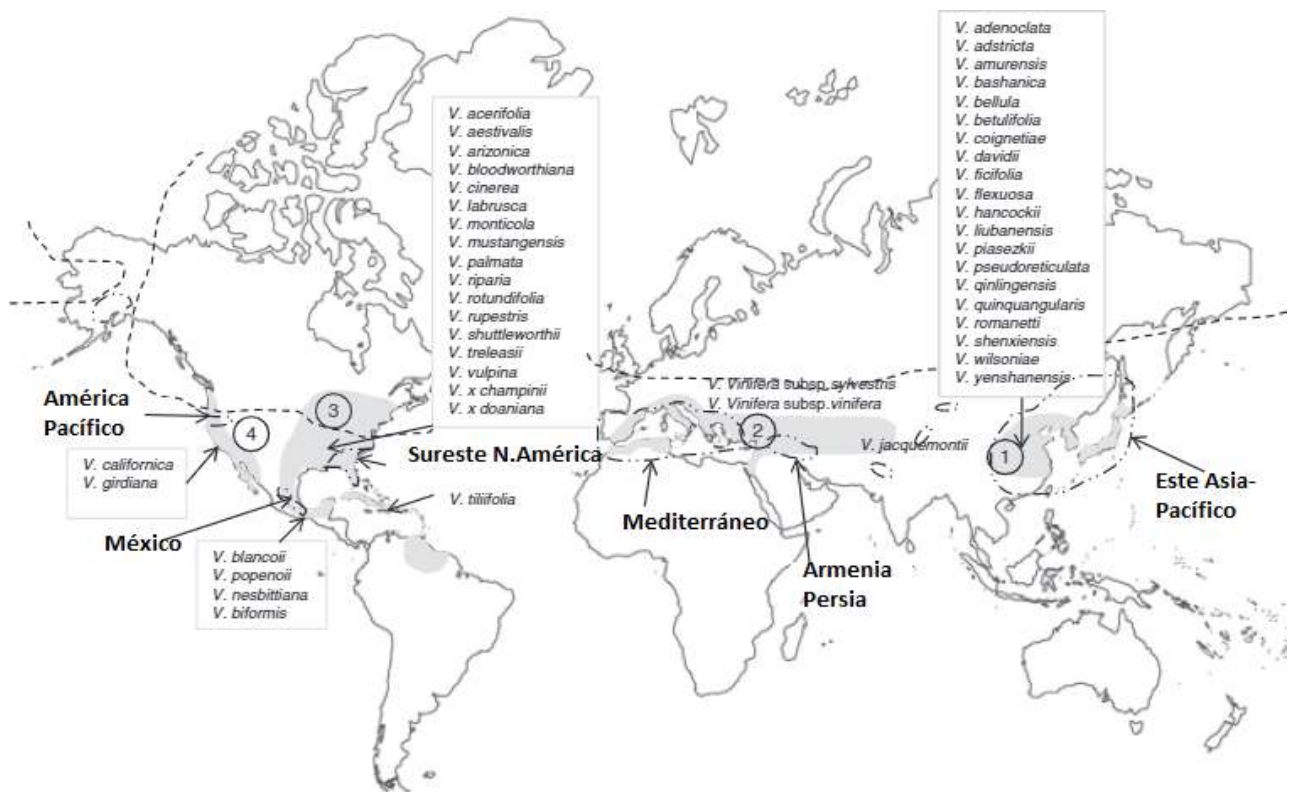 V. acerifolia
V. aestivalis
V. arizonica
V. bloodworthiana
V. cinerea
V. labrusca
V. monticola
V. mustangensis
V. palmata
V. riparia
V. rotundifolia
V. rupestris
V. shuttleworthii
V. treleasii
V. vulpina
V. x champinii
V. x doaniana
V. adenoclata
V. adstricta
V. amurensis
V. bashanica
V. bellula
V. betulifolia
V. coignetiae
V. davidii
V. ficifolia
V. flexuosa
V. hancockii
V. liubanensis
V. piasezkii
V. pseudoreticulata
V. qinlingensis
V. quinquangularis
V. romanetti
V. shenxiensis
V. wilsoniae
V. yenshanensis
América
Pacífico
3
4
V. californica
V. girdiana
Sureste N.América
V. tiliifolia
México
V. blancoii
V. popenoii
V. nesbittiana
V. biformis
V. Vinifera subsp.sylvestris
V. Vinifera subsp.vinifera
2
V. jacquemontii
1
Mediterráneo
Armenia
Persia
Este Asia-
Pacífico